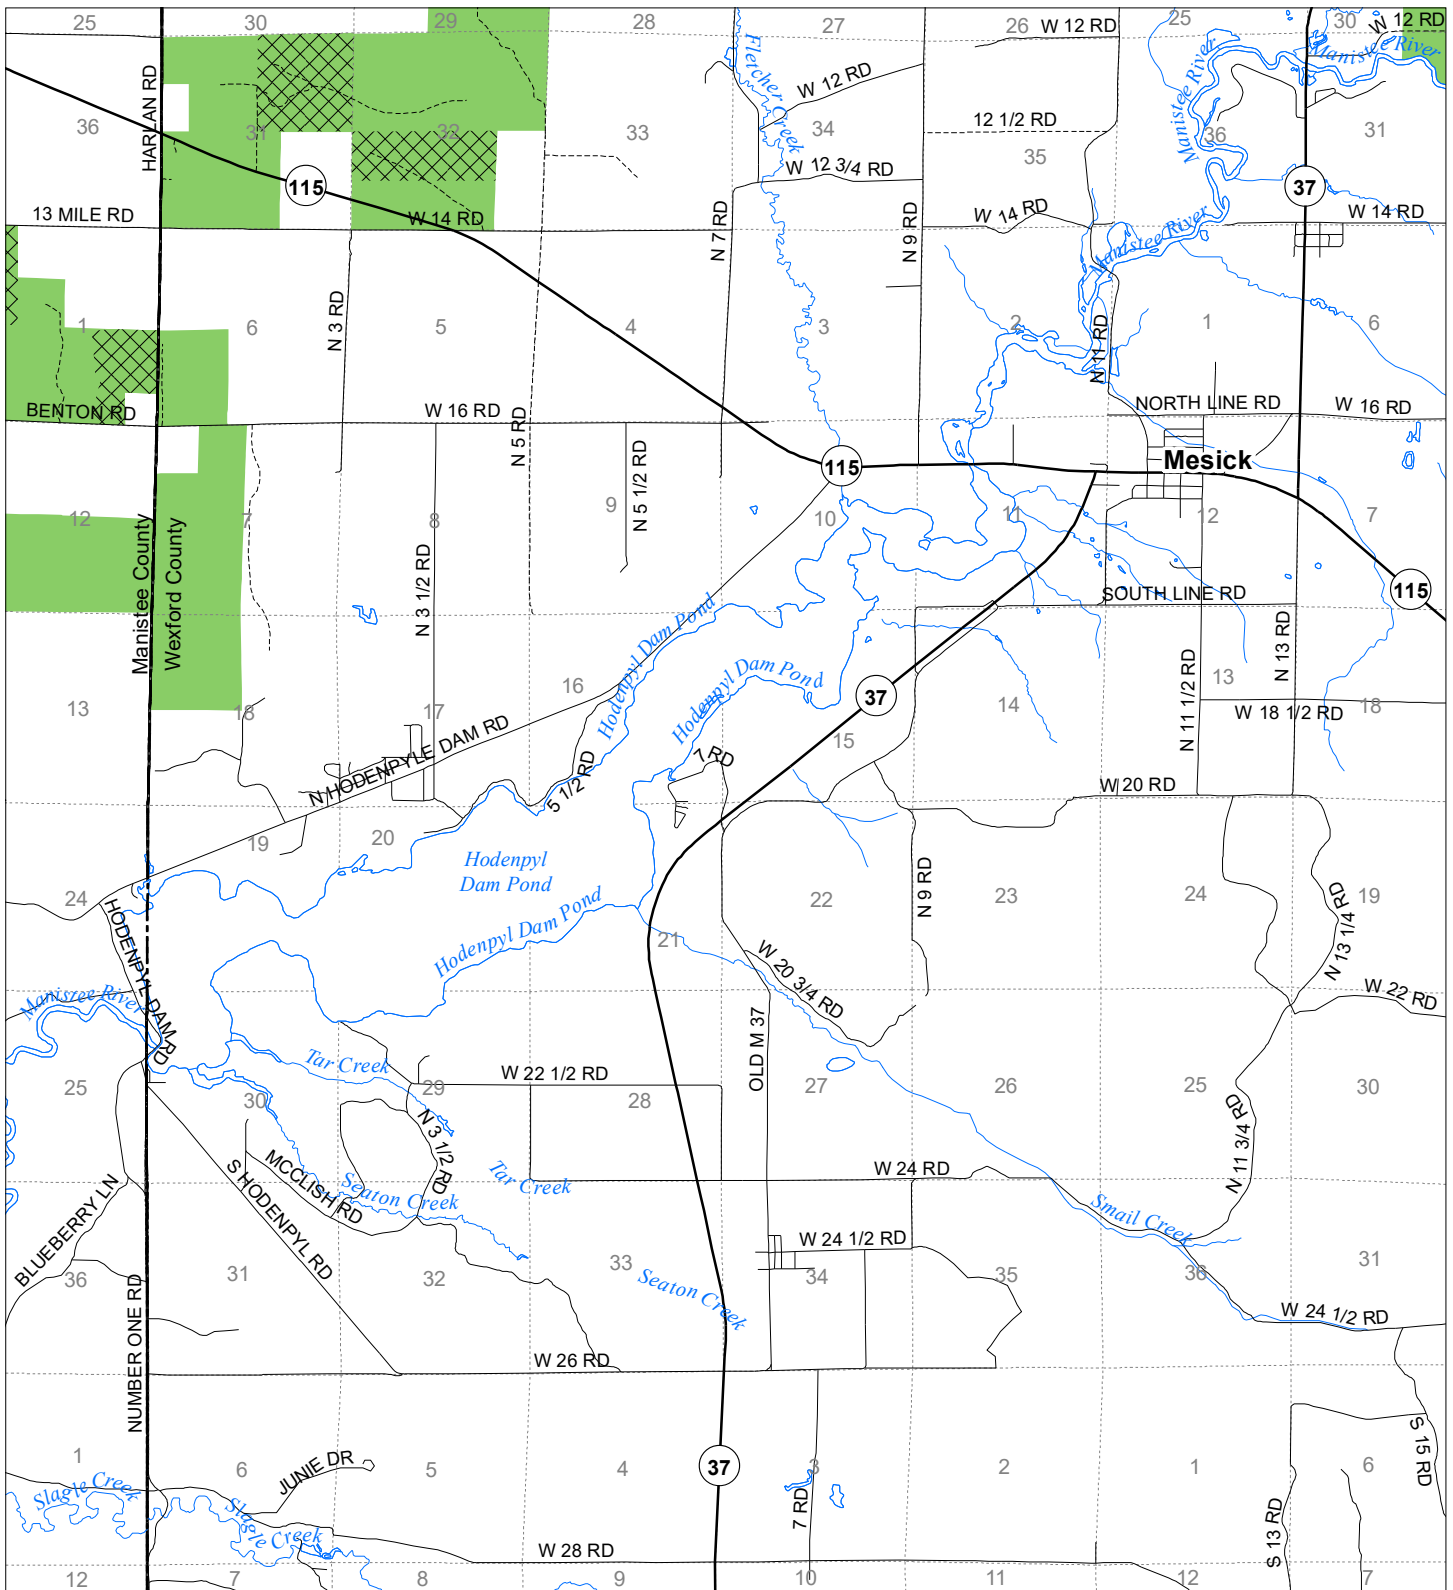 25
30
29
28
27
26
W 12 RD
25
30
W 12 RD
Manistee River
Manistee River
Fletcher Creek
HARLAN RD
36
31
32
33
W 12 RD
34
12 1/2 RD
35
Manistee River
36
31
115
W 12 3/4 RD
37
13 MILE RD
W 14 RD
N 7 RD
N 9 RD
W 14 RD
Manistee River
W 14 RD
1
6
N 3 RD
5
4
3
2
N 11 RD
1
6
BENTON RD
W 16 RD
N 5 RD
NORTH LINE RD
W 16 RD
N 5 1/2 RD
115
Mesick
12
7
8
9
10
11
12
7
Manistee County
Wexford County
N 3 1/2 RD
SOUTH LINE RD
115
Hodenpyl Dam Pond
Hodenpyl Dam Pond
N 13 RD
13
18
17
16
37
15
14
N 11 1/2 RD
13
W 18 1/2 RD
18
N HODENPYLE DAM RD
5 1/2 RD
7 RD
W 20 RD
19
20
Hodenpyl
Dam Pond
24
HODENPYL DAM RD
Hodenpyl Dam Pond
21
22
N 9 RD
23
24
N 13 1/4 RD
19
W 20 3/4 RD
W 22 RD
Manistee River
OLD M 37
Tar Creek
W 22 1/2 RD
25
30
29
28
27
26
25
30
N 3 1/2 RD
N 11 3/4 RD
MCCLISH RD
S HODENPYL RD
Seaton Creek
Tar Creek
W 24 RD
BLUEBERRY LN
Smail Creek
W 24 1/2 RD
36
31
32
33
34
35
36
31
Seaton Creek
W 24 1/2 RD
NUMBER ONE RD
W 26 RD
1
6
JUNIE DR
5
4
37
3
2
1
6
S 15 RD
Slagle Creek
Slagle Creek
7 RD
S 13 RD
W 28 RD
12
7
8
9
10
11
12
7